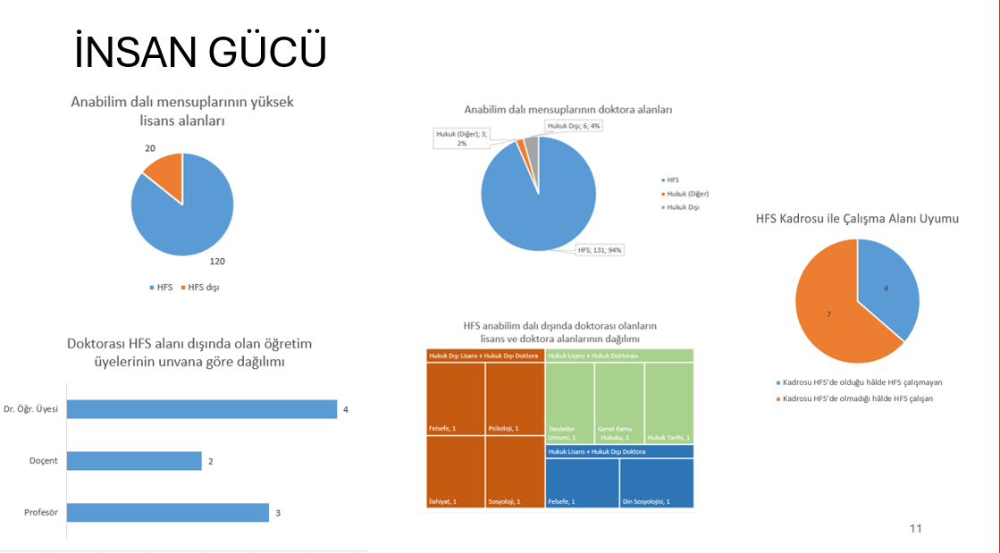 İNSAN GÜCÜ
Anabilim dalı mensuplarının yüksek
lisans alanları
20
120
HFS
HFS dışı
Anabilim dalı mensuplarının doktora alanları
Hukuk (Diğer); 3;
2%
Hukuk Dışı; 6; 4%
HFS; 131; 94%
HFS
Hukuk (Diğer)
Hukuk Dışı
HFS Kadrosu ile Çalışma Alanı Uyumu
4
7
Kadrosu HFS'de olduğu hâlde HFS çalışmayan
Kadrosu HFS'de olmadığı hâlde HFS çalışan
Doktorası HFS alanı dışında olan öğretim
üyelerinin unvana göre dağılımı
Dr. Öğr. Üyesi
4
Doçent
2
Profesör
3
HFS anabilim dalı dışında doktorası olanların
lisans ve doktora alanlarının dağılımı
Hukuk Dışı Lisans + Hukuk Dışı Doktora
Felsefe, 1
Psikoloji, 1
İlahiyat, 1
Sosyoloji, 1
Hukuk Lisans + Hukuk Doktorası
Devletler
Umumi, 1
Genel Kamu
Hukuku, 1
Hukuk Tarihi, 1
Hukuk Lisans + Hukuk Dışı Doktora
Felsefe, 1
Din Sosyolojisi, 1
11